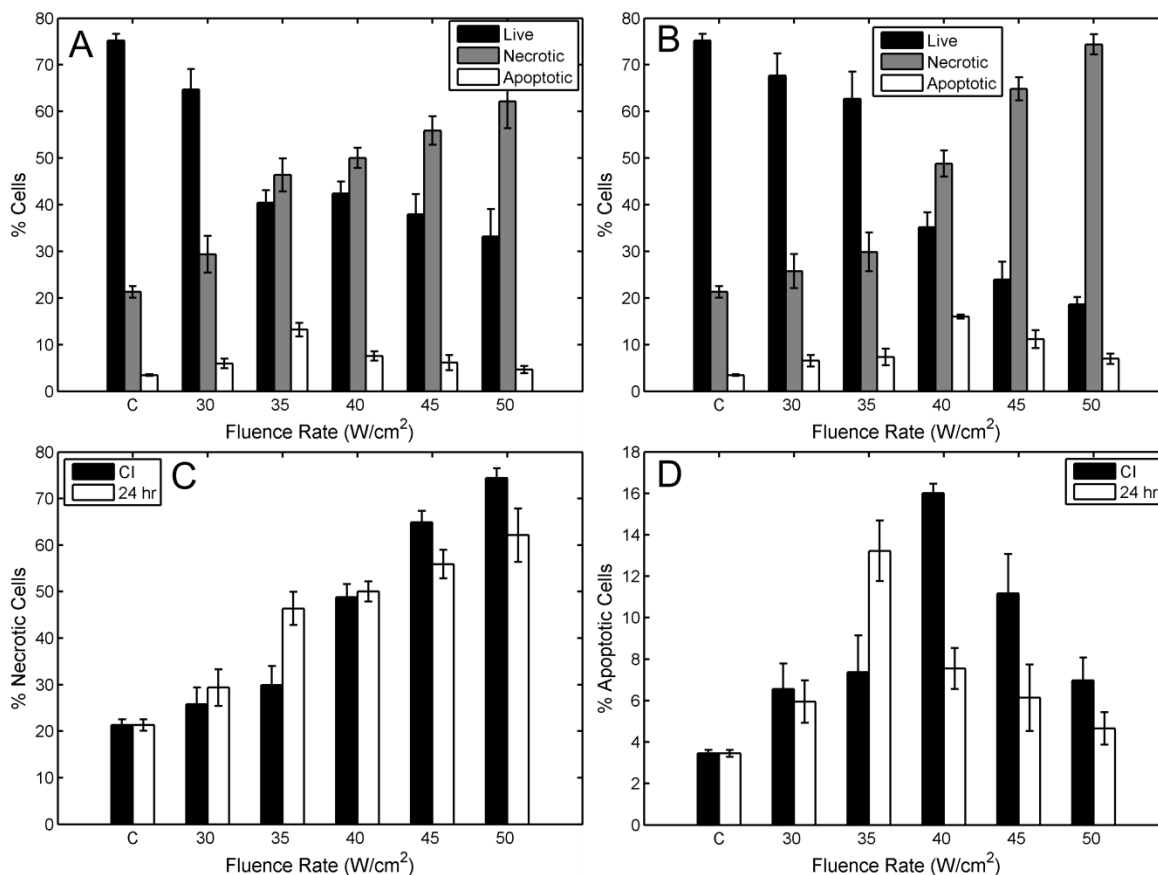 A
Live
Necrotic
Apoptotic
% Cells
80
70
60
50
40
30
20
10
0
C 30 35 40 45 50
Fluence Rate (W/cm²)
B
Live
Necrotic
Apoptotic
% Cells
80
70
60
50
40
30
20
10
0
C 30 35 40 45 50
Fluence Rate (W/cm²)
C
CI
24 hr
% Necrotic Cells
80
70
60
50
40
30
20
10
0
C 30 35 40 45 50
Fluence Rate (W/cm²)
D
CI
24 hr
% Apoptotic Cells
18
16
14
12
10
8
6
4
2
0
C 30 35 40 45 50
Fluence Rate (W/cm²)